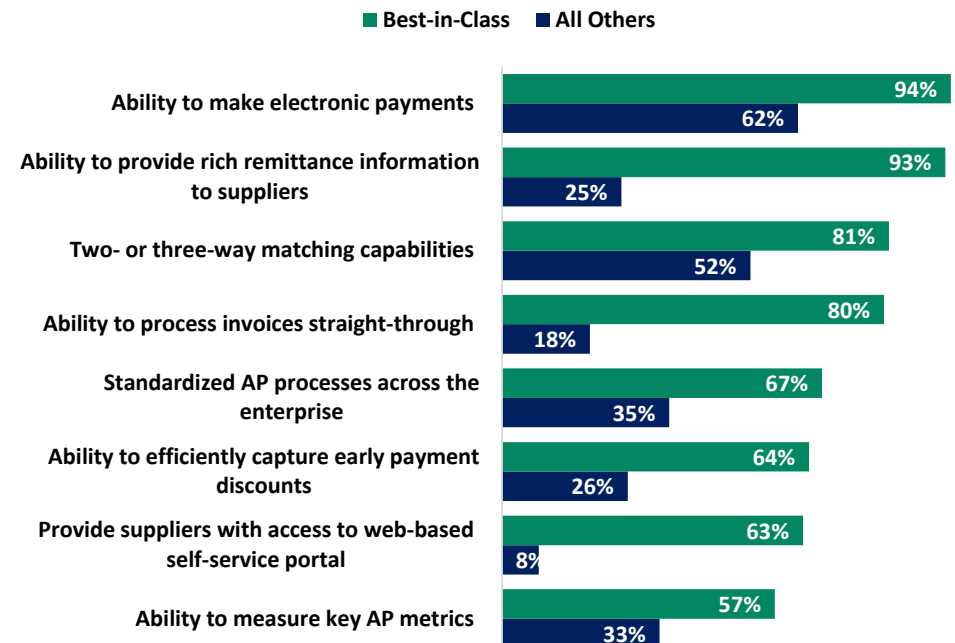 Best-in-Class All Others
Ability to make electronic payments
94%
62%
Ability to provide rich remittance information
to suppliers
93%
25%
Two- or three-way matching capabilities
81%
52%
Ability to process invoices straight-through
80%
18%
Standardized AP processes across the
enterprise
67%
35%
Ability to efficiently capture early payment
discounts
64%
26%
Provide suppliers with access to web-based
self-service portal
63%
8%
Ability to measure key AP metrics
57%
33%